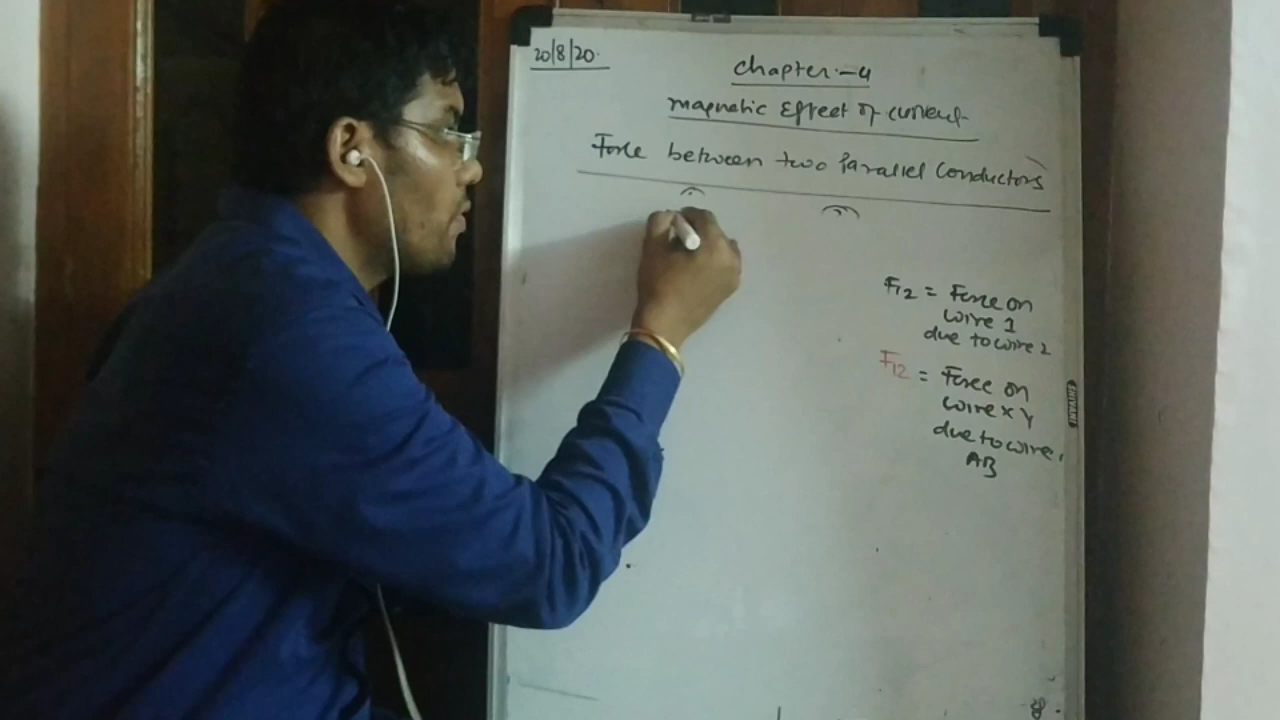 20/8/20.
Chapter:-4
Magnetic Effect of current
Force between two Parallel Conductors
F12 = Force on
wire 1
due to wire 2
F12 = Force on
wire X Y
due to wire
AB